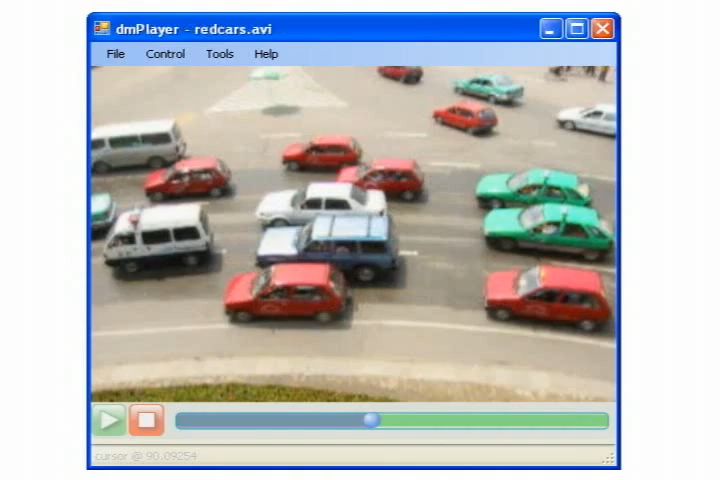 dmPlayer - redcars.avi
File Control Tools Help
cursor @ 90.09254